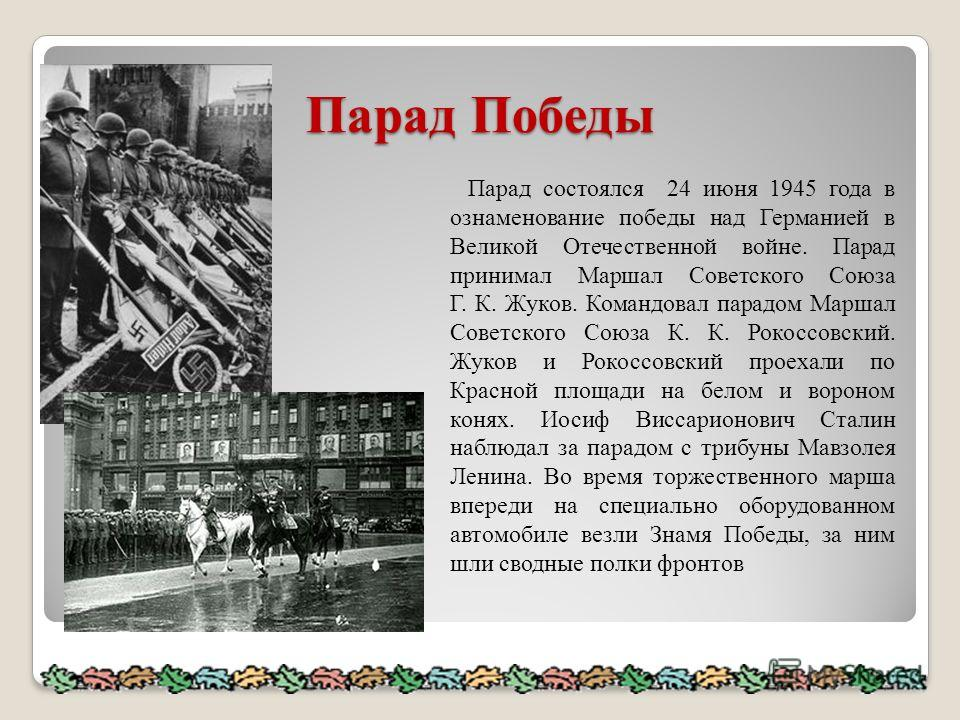 Парад Победы
Парад состоялся 24 июня 1945 года в
ознаменование победы над Германией в
Великой Отечественной войне. Парад
принимал Маршал Советского Союза
Г. К. Жуков. Командовал парадом Маршал
Советского Союза К. К. Рокоссовский.
Жуков и Рокоссовский проехали по
Красной площади на белом и вороном
конях. Иосиф Виссарионович Сталин
наблюдал за парадом с трибуны Мавзолея
Ленина. Во время торжественного марша
впереди на специально оборудованном
автомобиле везли Знамя Победы, за ним
шли сводные полки фронтов
Adolf Hitler
MyShared